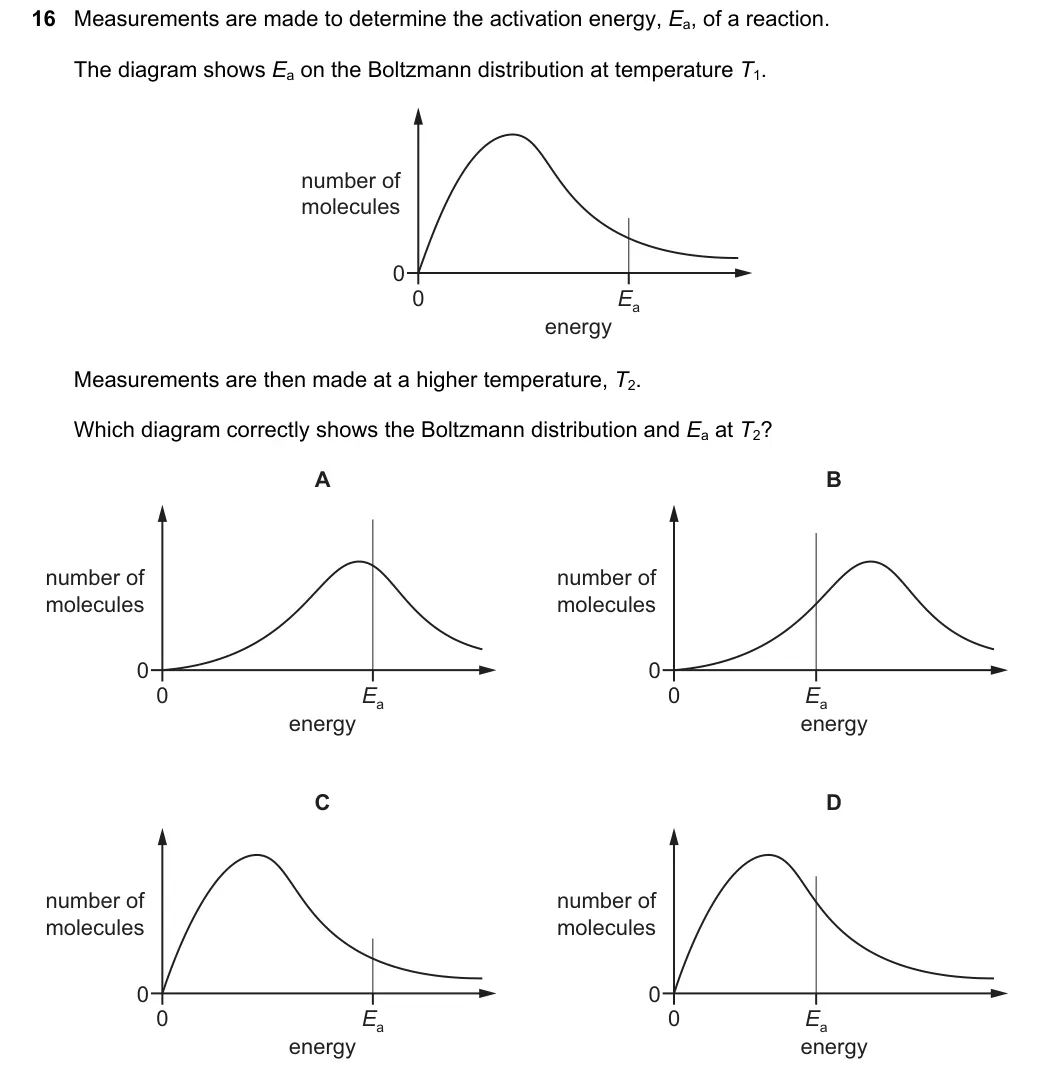 16 Measurements are made to determine the activation energy, Ea, of a reaction.
The diagram shows Ea on the Boltzmann distribution at temperature T1.
number of
molecules
0
0
Ea
energy
Measurements are then made at a higher temperature, T2.
Which diagram correctly shows the Boltzmann distribution and Ea at T2?
A
number of
molecules
0
0
Ea
energy
B
number of
molecules
0
0
Ea
energy
C
number of
molecules
0
0
Ea
energy
D
number of
molecules
0
0
Ea
energy